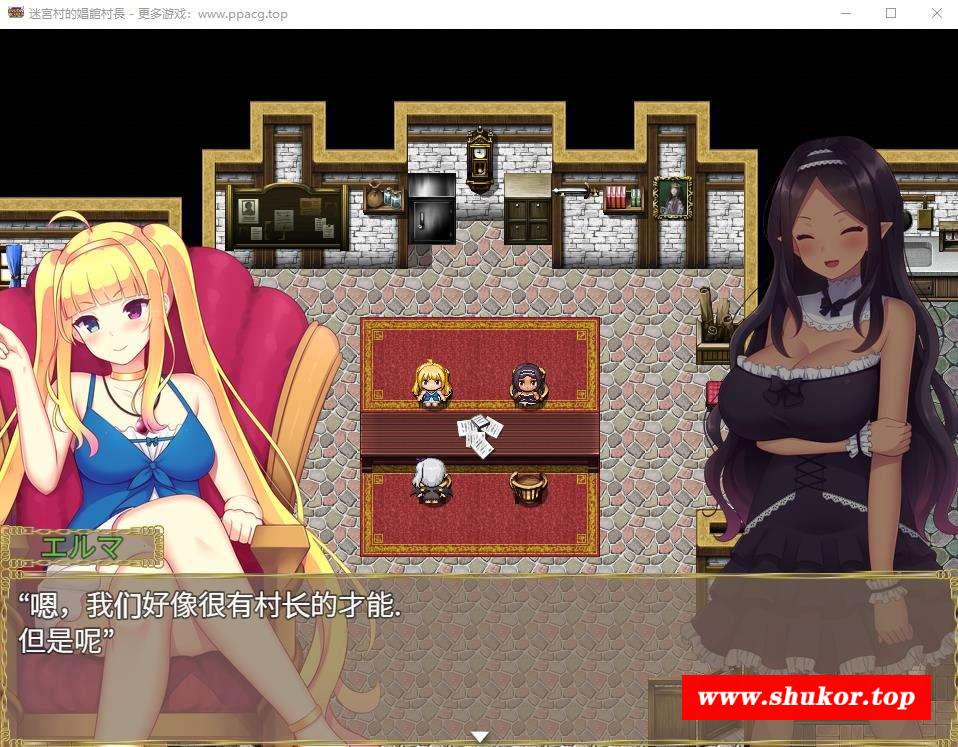 迷宮村的娼館村長 - 更多游戏：www.ppacg.top
エルマ
“嗯，我们好像很有村长的才能.
但是呢”
www.shukor.top